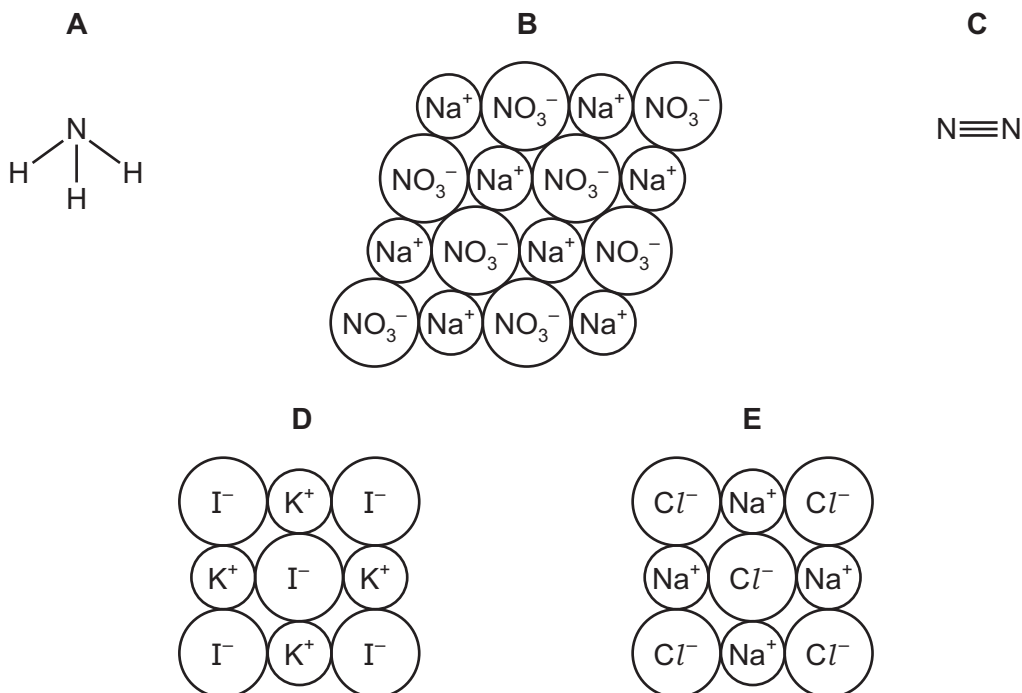 A B C
Na⁺ NO₃⁻ Na⁺ NO₃⁻
N
N≡N
H H
H
NO₃⁻ Na⁺ NO₃⁻ Na⁺
Na⁺ NO₃⁻ Na⁺ NO₃⁻
NO₃⁻ Na⁺ NO₃⁻ Na⁺
D E
I⁻ K⁺ I⁻ Cl⁻ Na⁺ Cl⁻
K⁺ I⁻ K⁺ Na⁺ Cl⁻ Na⁺
I⁻ K⁺ I⁻ Cl⁻ Na⁺ Cl⁻